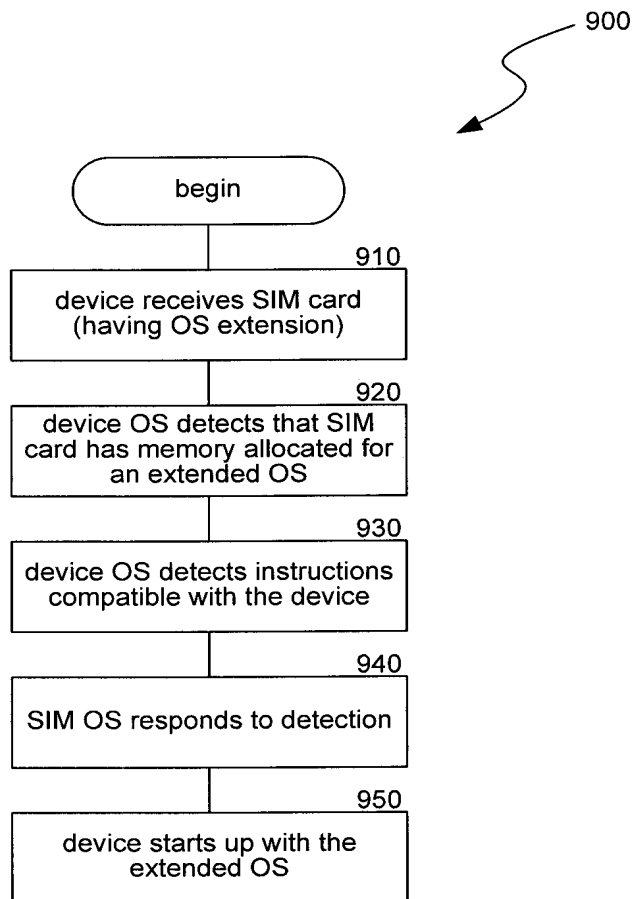 900
begin
910
device receives SIM card
(having OS extension)
920
device OS detects that SIM
card has memory allocated for
an extended OS
930
device OS detects instructions
compatible with the device
940
SIM OS responds to detection
950
device starts up with the
extended OS